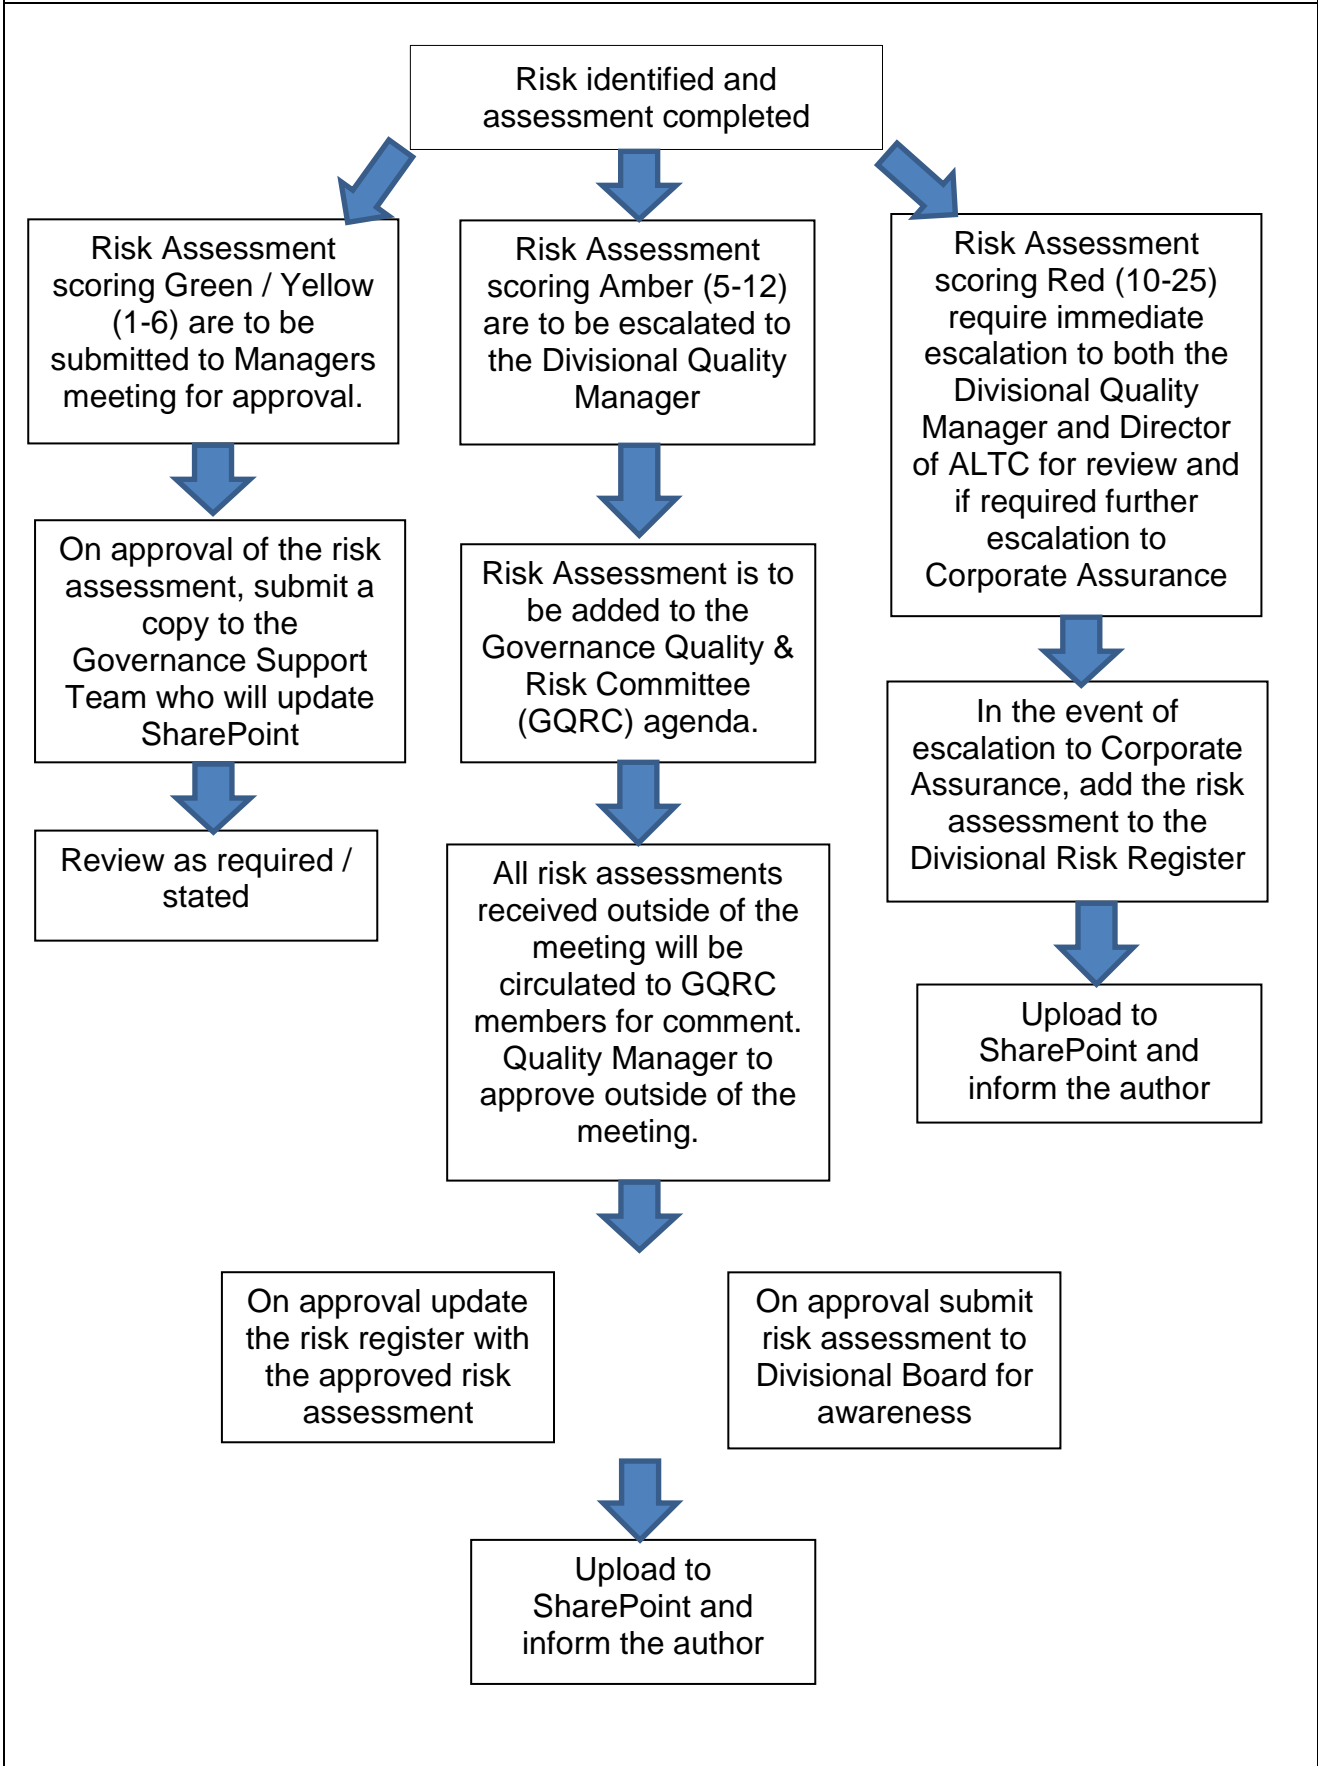 Risk identified and
assessment completed
Risk Assessment
scoring Green / Yellow
(1-6) are to be
submitted to Managers
meeting for approval.
On approval of the risk
assessment, submit a
copy to the
Governance Support
Team who will update
SharePoint
Review as required /
stated
Risk Assessment
scoring Amber (5-12)
are to be escalated to
the Divisional Quality
Manager
Risk Assessment is to
be added to the
Governance Quality &
Risk Committee
(GQRC) agenda.
All risk assessments
received outside of the
meeting will be
circulated to GQRC
members for comment.
Quality Manager to
approve outside of the
meeting.
On approval update
the risk register with
the approved risk
assessment
On approval submit
risk assessment to
Divisional Board for
awareness
Upload to
SharePoint and
inform the author
Risk Assessment
scoring Red (10-25)
require immediate
escalation to both the
Divisional Quality
Manager and Director
of ALTC for review and
if required further
escalation to
Corporate Assurance
In the event of
escalation to Corporate
Assurance, add the risk
assessment to the
Divisional Risk Register
Upload to
SharePoint and
inform the author